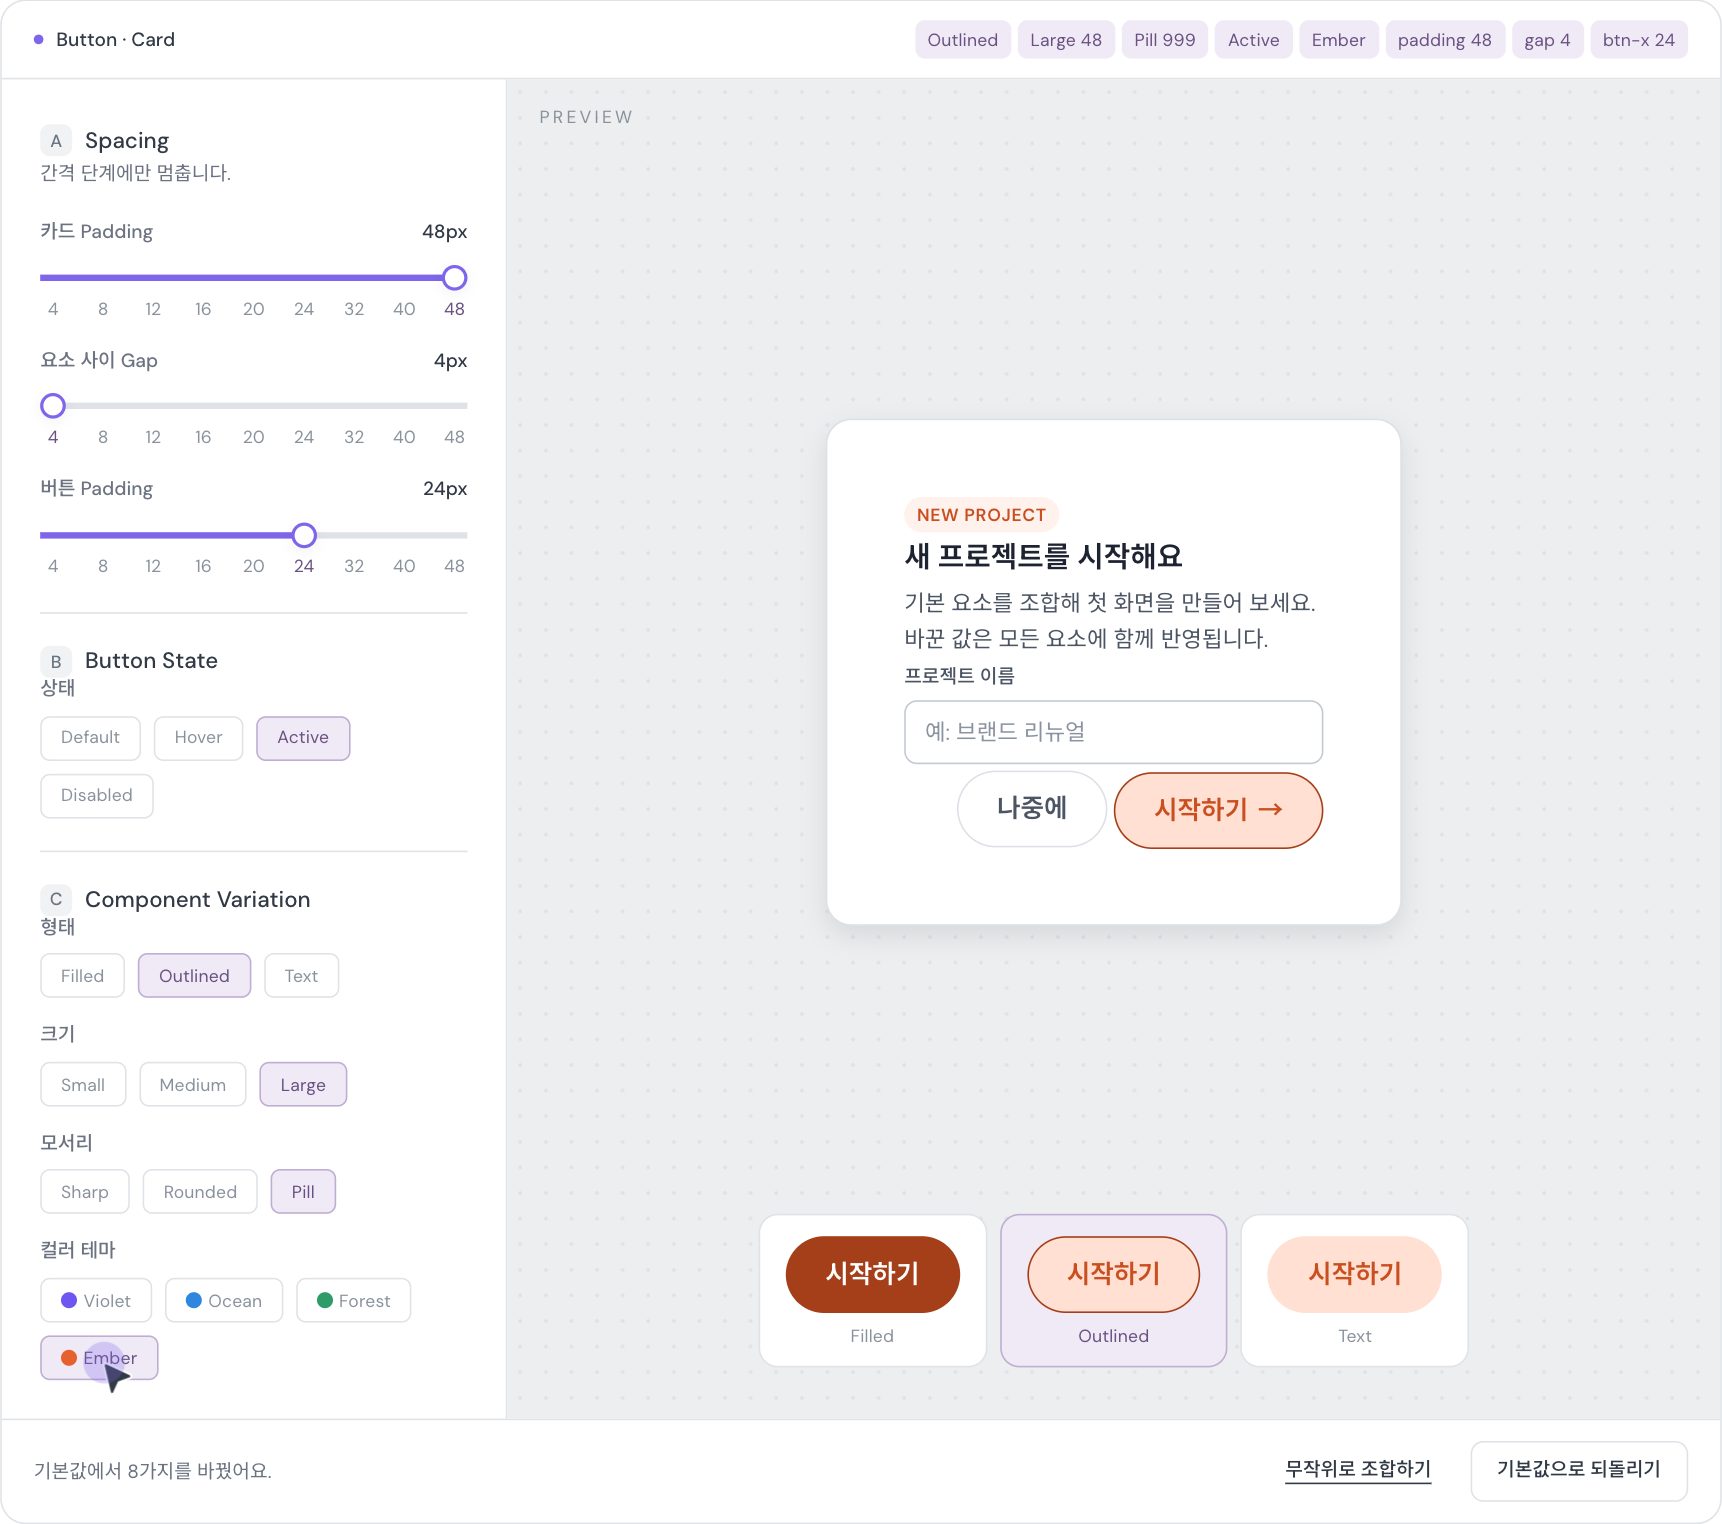 Button · Card
Outlined
Large 48
Pill 999
Active
Ember
padding 48
gap 4
btn-x 24
A Spacing
간격 단계에만 멈춥니다.
카드 Padding 48px
4 8 12 16 20 24 32 40 48
요소 사이 Gap 4px
4 8 12 16 20 24 32 40 48
버튼 Padding 24px
4 8 12 16 20 24 32 40 48
B Button State
상태
Default Hover Active
Disabled
C Component Variation
형태
Filled Outlined Text
크기
Small Medium Large
모서리
Sharp Rounded Pill
컬러 테마
Violet Ocean Forest
Ember
PREVIEW
NEW PROJECT
새 프로젝트를 시작해요
기본 요소를 조합해 첫 화면을 만들어 보세요.
바꾼 값은 모든 요소에 함께 반영됩니다.
프로젝트 이름
예: 브랜드 리뉴얼
나중에 시작하기 →
시작하기 시작하기 시작하기
Filled Outlined Text
기본값에서 8가지를 바꿨어요.
무작위로 조합하기
기본값으로 되돌리기